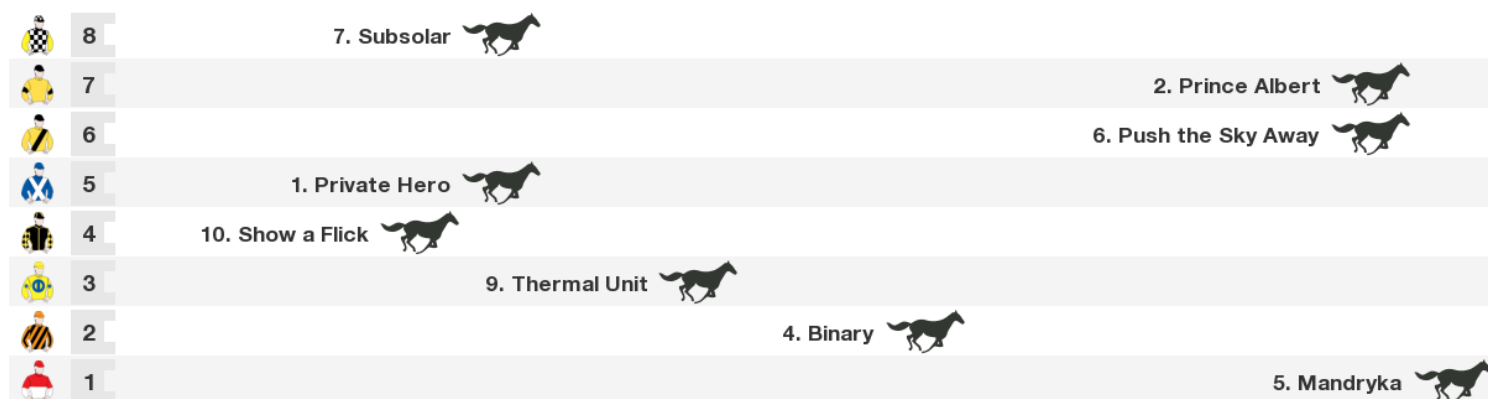 8 7. Subsolar
7 2. Prince Albert
6 6. Push the Sky Away
5 1. Private Hero
4 10. Show a Flick
3 9. Thermal Unit
2 4. Binary
1 5. Mandryka